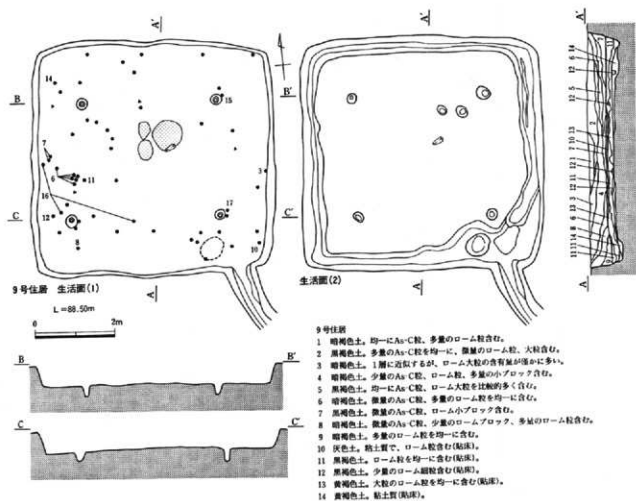 A'
A'
A'
14
15
B
B'
7
6
11
3
16
12
17
C
C'
8
10
A
A
A
9号住居 生活面(1)
生活面(2)
L=88.50m
0 2m
B B'
C C'
9号住居
1 暗褐色土。均一にAs-C粒、多量のローム粒含む。
2 黒褐色土。多量のAs-C粒を均一に、微量のローム粒、大粒含む。
3 暗褐色土。1層に近似するが、ローム大粒の含有量が僅かに多い。
4 暗褐色土。少量のAs-C粒、ローム粒、多量の小ブロック含む。
5 黒褐色土。均一にAs-C粒、ローム大粒を比較的多く含む。
6 暗褐色土。微量のAs-C粒、多量のローム粒を均一に含む。
7 黒褐色土。微量のAs-C粒、ローム小ブロック含む。
8 暗褐色土。微量のAs-C粒、少量のロームブロック、多量のローム粒含む。
9 暗褐色土。多量のローム粒を均一に含む。
10 灰色土。粘土質で、ローム粒含む(貼床)。
11 黒褐色土。ローム粒を均一に含む(貼床)。
12 黒色土。少量のローム細粒含む(貼床)。
13 黄褐色土。大粒のローム粒を均一に含む(貼床)。
14 黄褐色土。粘土質(貼床)。